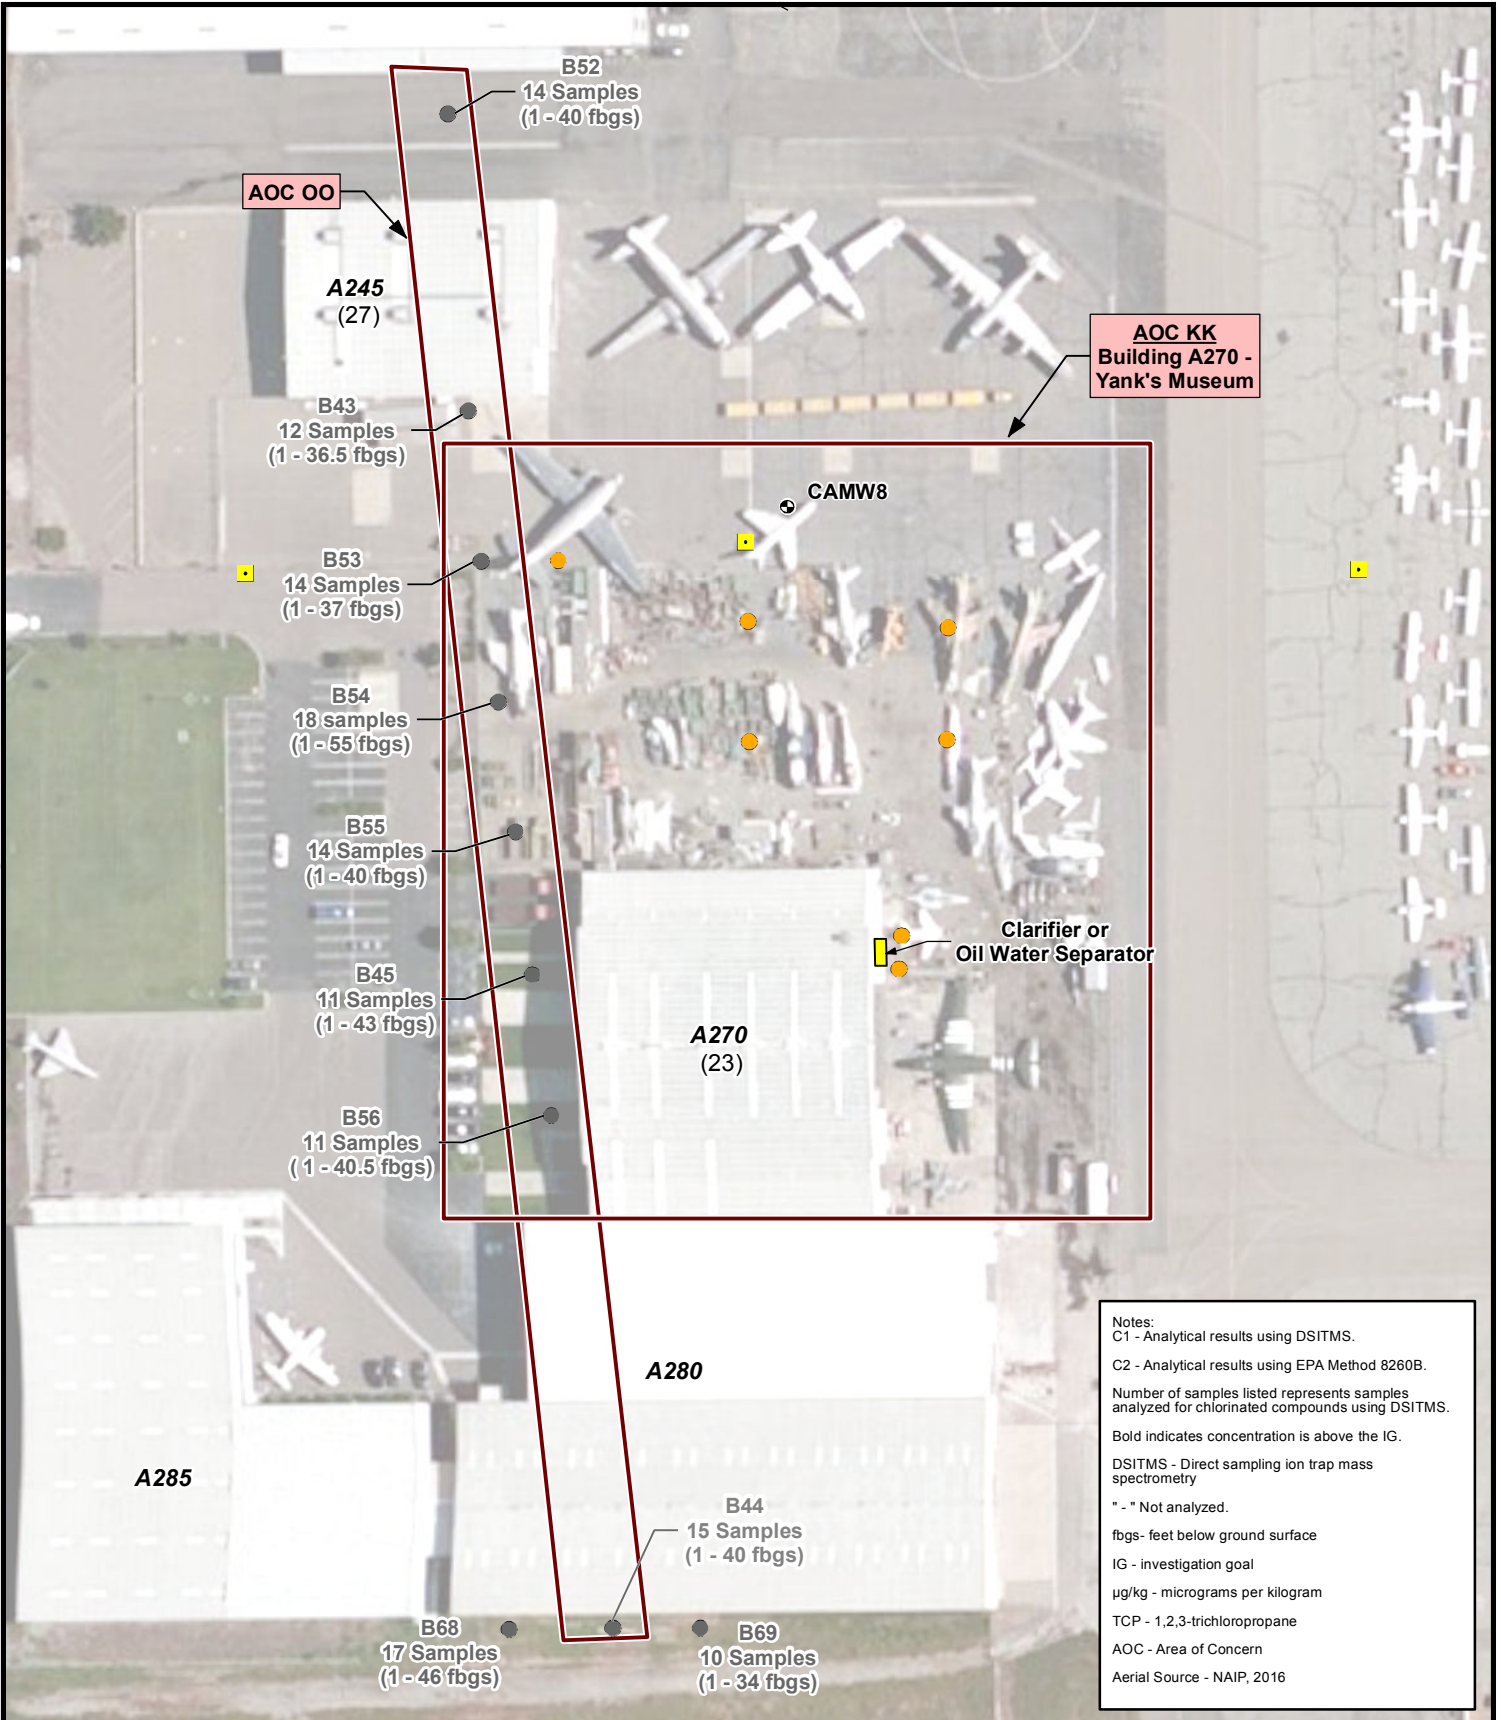 B52
14 Samples
(1 - 40 fbgs)
AOC OO
A245
(27)
AOC KK
Building A270 -
Yank's Museum
B43
12 Samples
(1 - 36.5 fbgs)
CAMW8
B53
14 Samples
(1 - 37 fbgs)
B54
18 samples
(1 - 55 fbgs)
B55
14 Samples
(1 - 40 fbgs)
Clarifier or
Oil Water Separator
B45
11 Samples
(1 - 43 fbgs)
A270
(23)
B56
11 Samples
( 1 - 40.5 fbgs)
A280
A285
B44
15 Samples
(1 - 40 fbgs)
B68
17 Samples
(1 - 46 fbgs)
B69
10 Samples
(1 - 34 fbgs)
Notes:
C1 - Analytical results using DSITMS.
C2 - Analytical results using EPA Method 8260B.
Number of samples listed represents samples
analyzed for chlorinated compounds using DSITMS.
Bold indicates concentration is above the IG.
DSITMS - Direct sampling ion trap mass
spectrometry
" - " Not analyzed.
fbgs- feet below ground surface
IG - investigation goal
µg/kg - micrograms per kilogram
TCP - 1,2,3-trichloropropane
AOC - Area of Concern
Aerial Source - NAIP, 2016